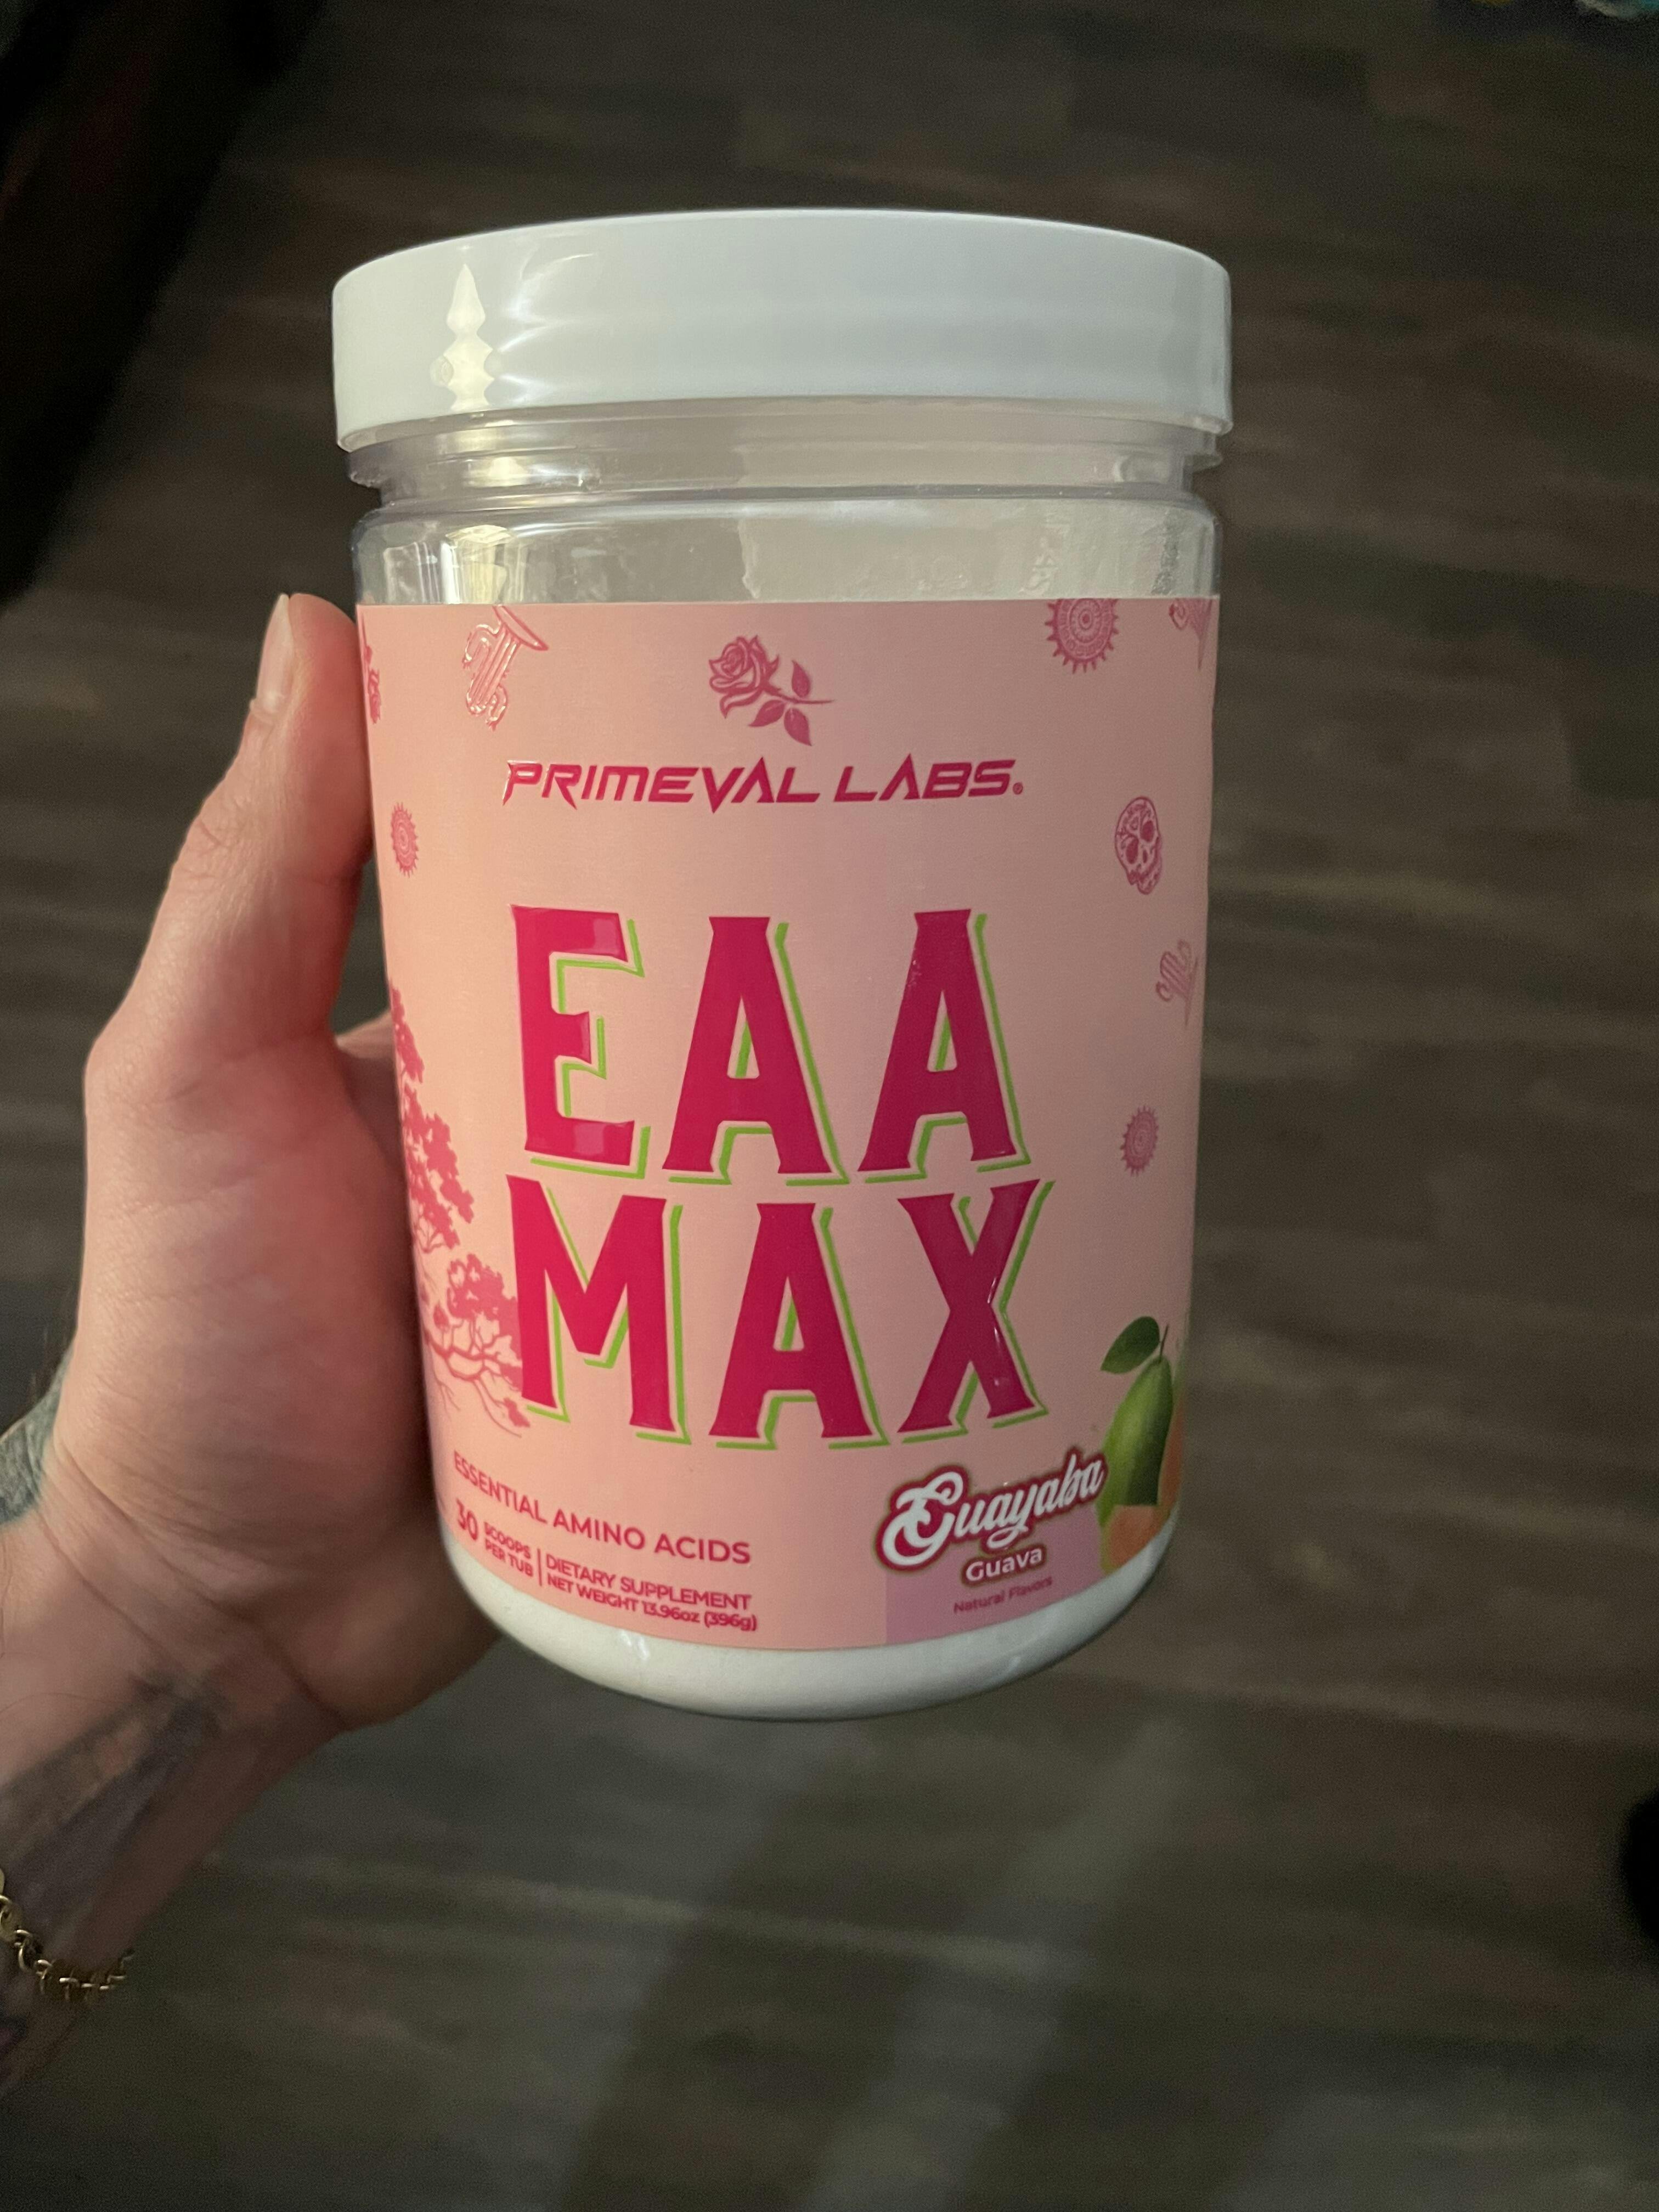 PRIMEVAL LABS®
EAA
MAX
ESSENTIAL AMINO ACIDS
30 SCOOPS
PER TUB
DIETARY SUPPLEMENT
NET WEIGHT 13.96oz (396g)
Guayaba
Guava
Natural Flavors